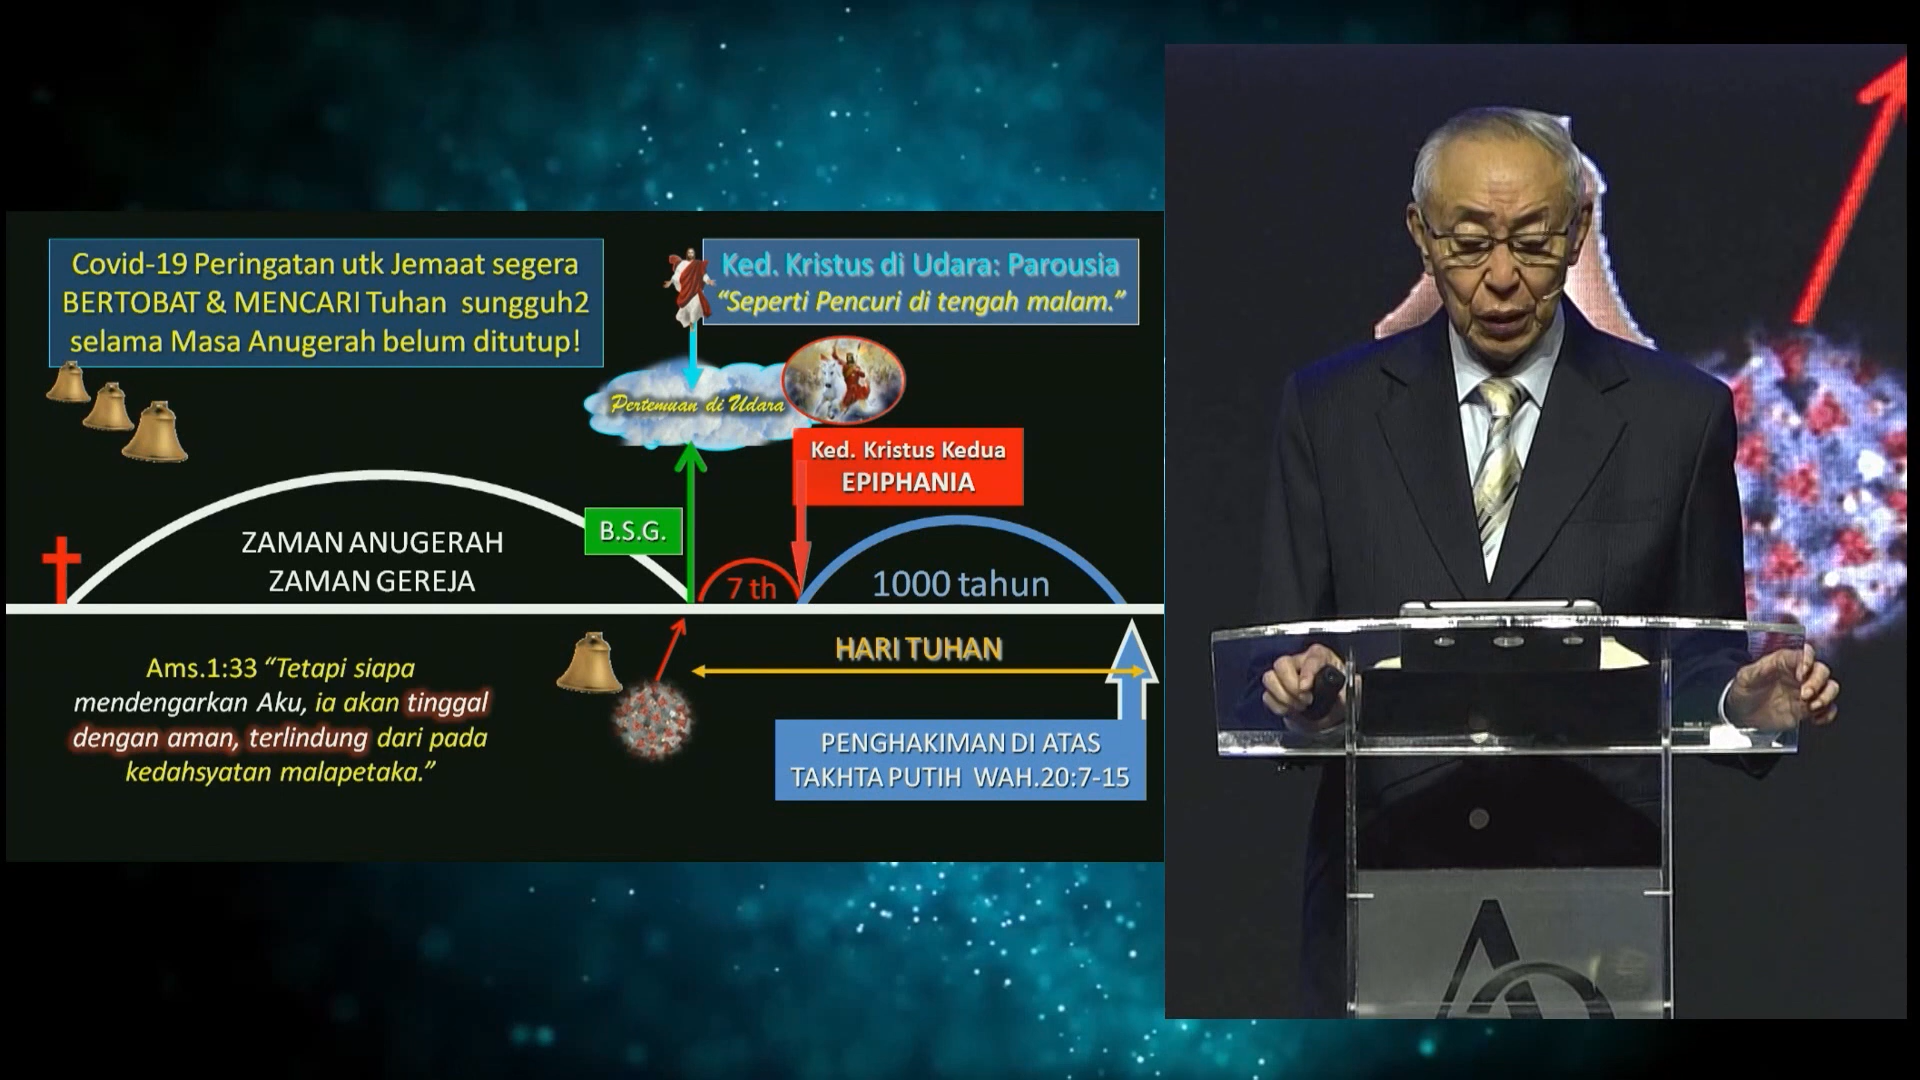 Covid-19 Peringatan utk Jemaat segera
BERTOBAT & MENCARI Tuhan sungguh2
selama Masa Anugerah belum ditutup!
Ked. Kristus di Udara: Parousia
“Seperti Pencuri di tengah malam.”
Pertemuan di Udara
Ked. Kristus Kedua
EPIPHANIA
B.S.G.
ZAMAN ANUGERAH
ZAMAN GEREJA
7 th
1000 tahun
HARI TUHAN
Ams.1:33 “Tetapi siapa
mendengarkan Aku, ia akan tinggal
dengan aman, terlindung dari pada
kedahsyatan malapetaka.”
PENGHAKIMAN DI ATAS
TAKHTA PUTIH WAH.20:7-15